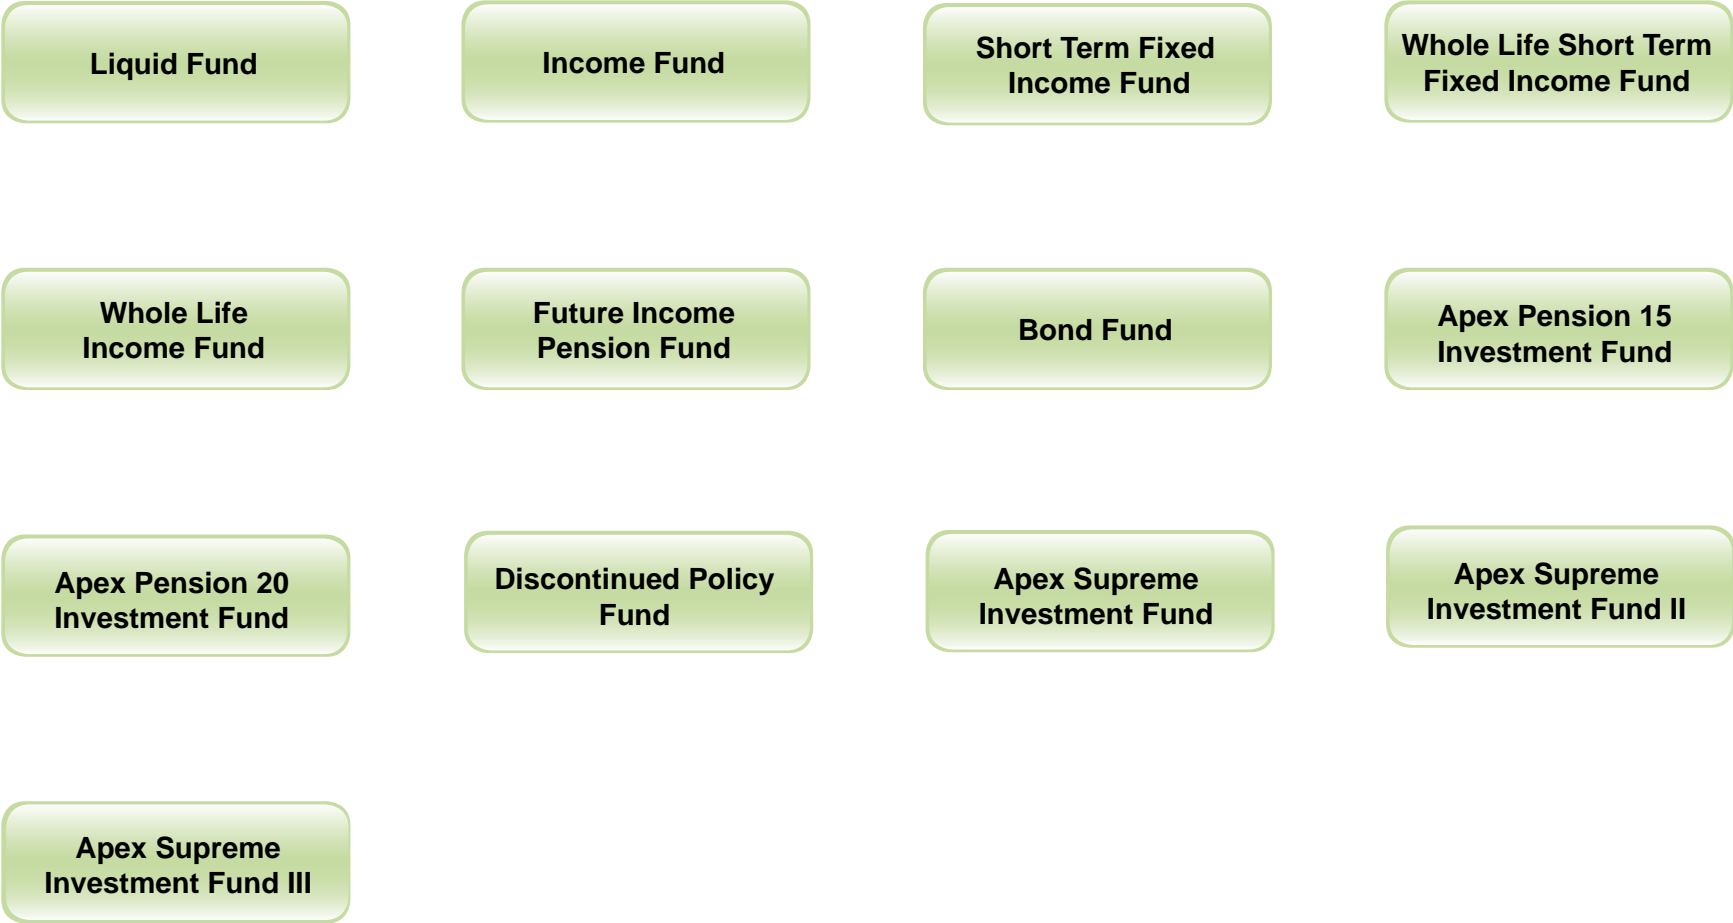 Liquid Fund
Income Fund
Short Term Fixed
Income Fund
Whole Life Short Term
Fixed Income Fund
Whole Life
Income Fund
Future Income
Pension Fund
Bond Fund
Apex Pension 15
Investment Fund
Apex Pension 20
Investment Fund
Discontinued Policy
Fund
Apex Supreme
Investment Fund
Apex Supreme
Investment Fund II
Apex Supreme
Investment Fund III